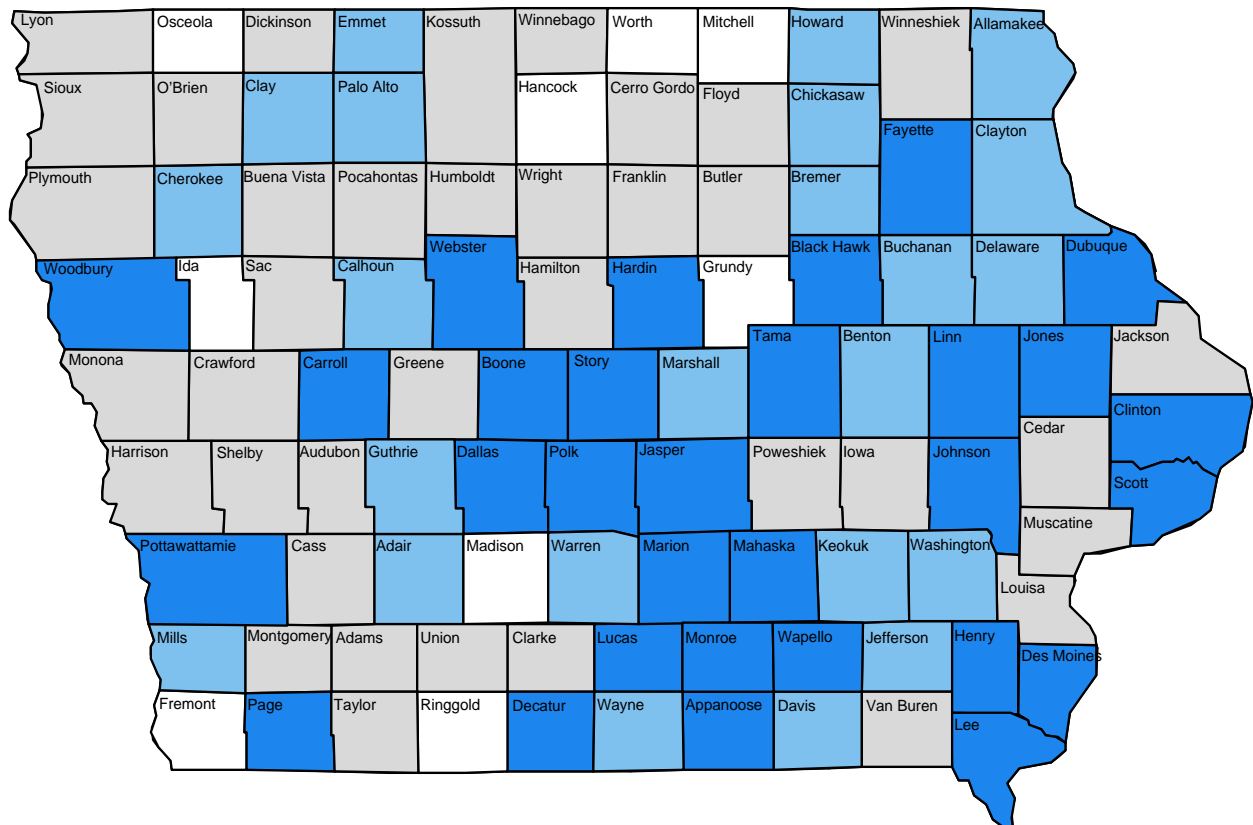 Lyon
Osceola
Dickinson
Emmet
Kossuth
Winnebago
Worth
Mitchell
Howard
Winneshiek
Allamakee
Sioux
O'Brien
Clay
Palo Alto
Hancock
Cerro Gordo
Floyd
Chickasaw
Fayette
Clayton
Plymouth
Cherokee
Buena Vista
Pocahontas
Humboldt
Wright
Franklin
Butler
Bremer
Woodbury
Ida
Sac
Calhoun
Webster
Hamilton
Hardin
Grundy
Black Hawk
Buchanan
Delaware
Dubuque
Monona
Crawford
Carroll
Greene
Boone
Story
Marshall
Tama
Benton
Linn
Jones
Jackson
Clinton
Harrison
Shelby
Audubon
Guthrie
Dallas
Polk
Jasper
Poweshiek
Iowa
Johnson
Cedar
Scott
Muscatine
Pottawattamie
Cass
Adair
Madison
Warren
Marion
Mahaska
Keokuk
Washington
Louisa
Mills
Montgomery
Adams
Union
Clarke
Lucas
Monroe
Wapello
Jefferson
Henry
Des Moines
Fremont
Page
Taylor
Ringgold
Decatur
Wayne
Appanoose
Davis
Van Buren
Lee